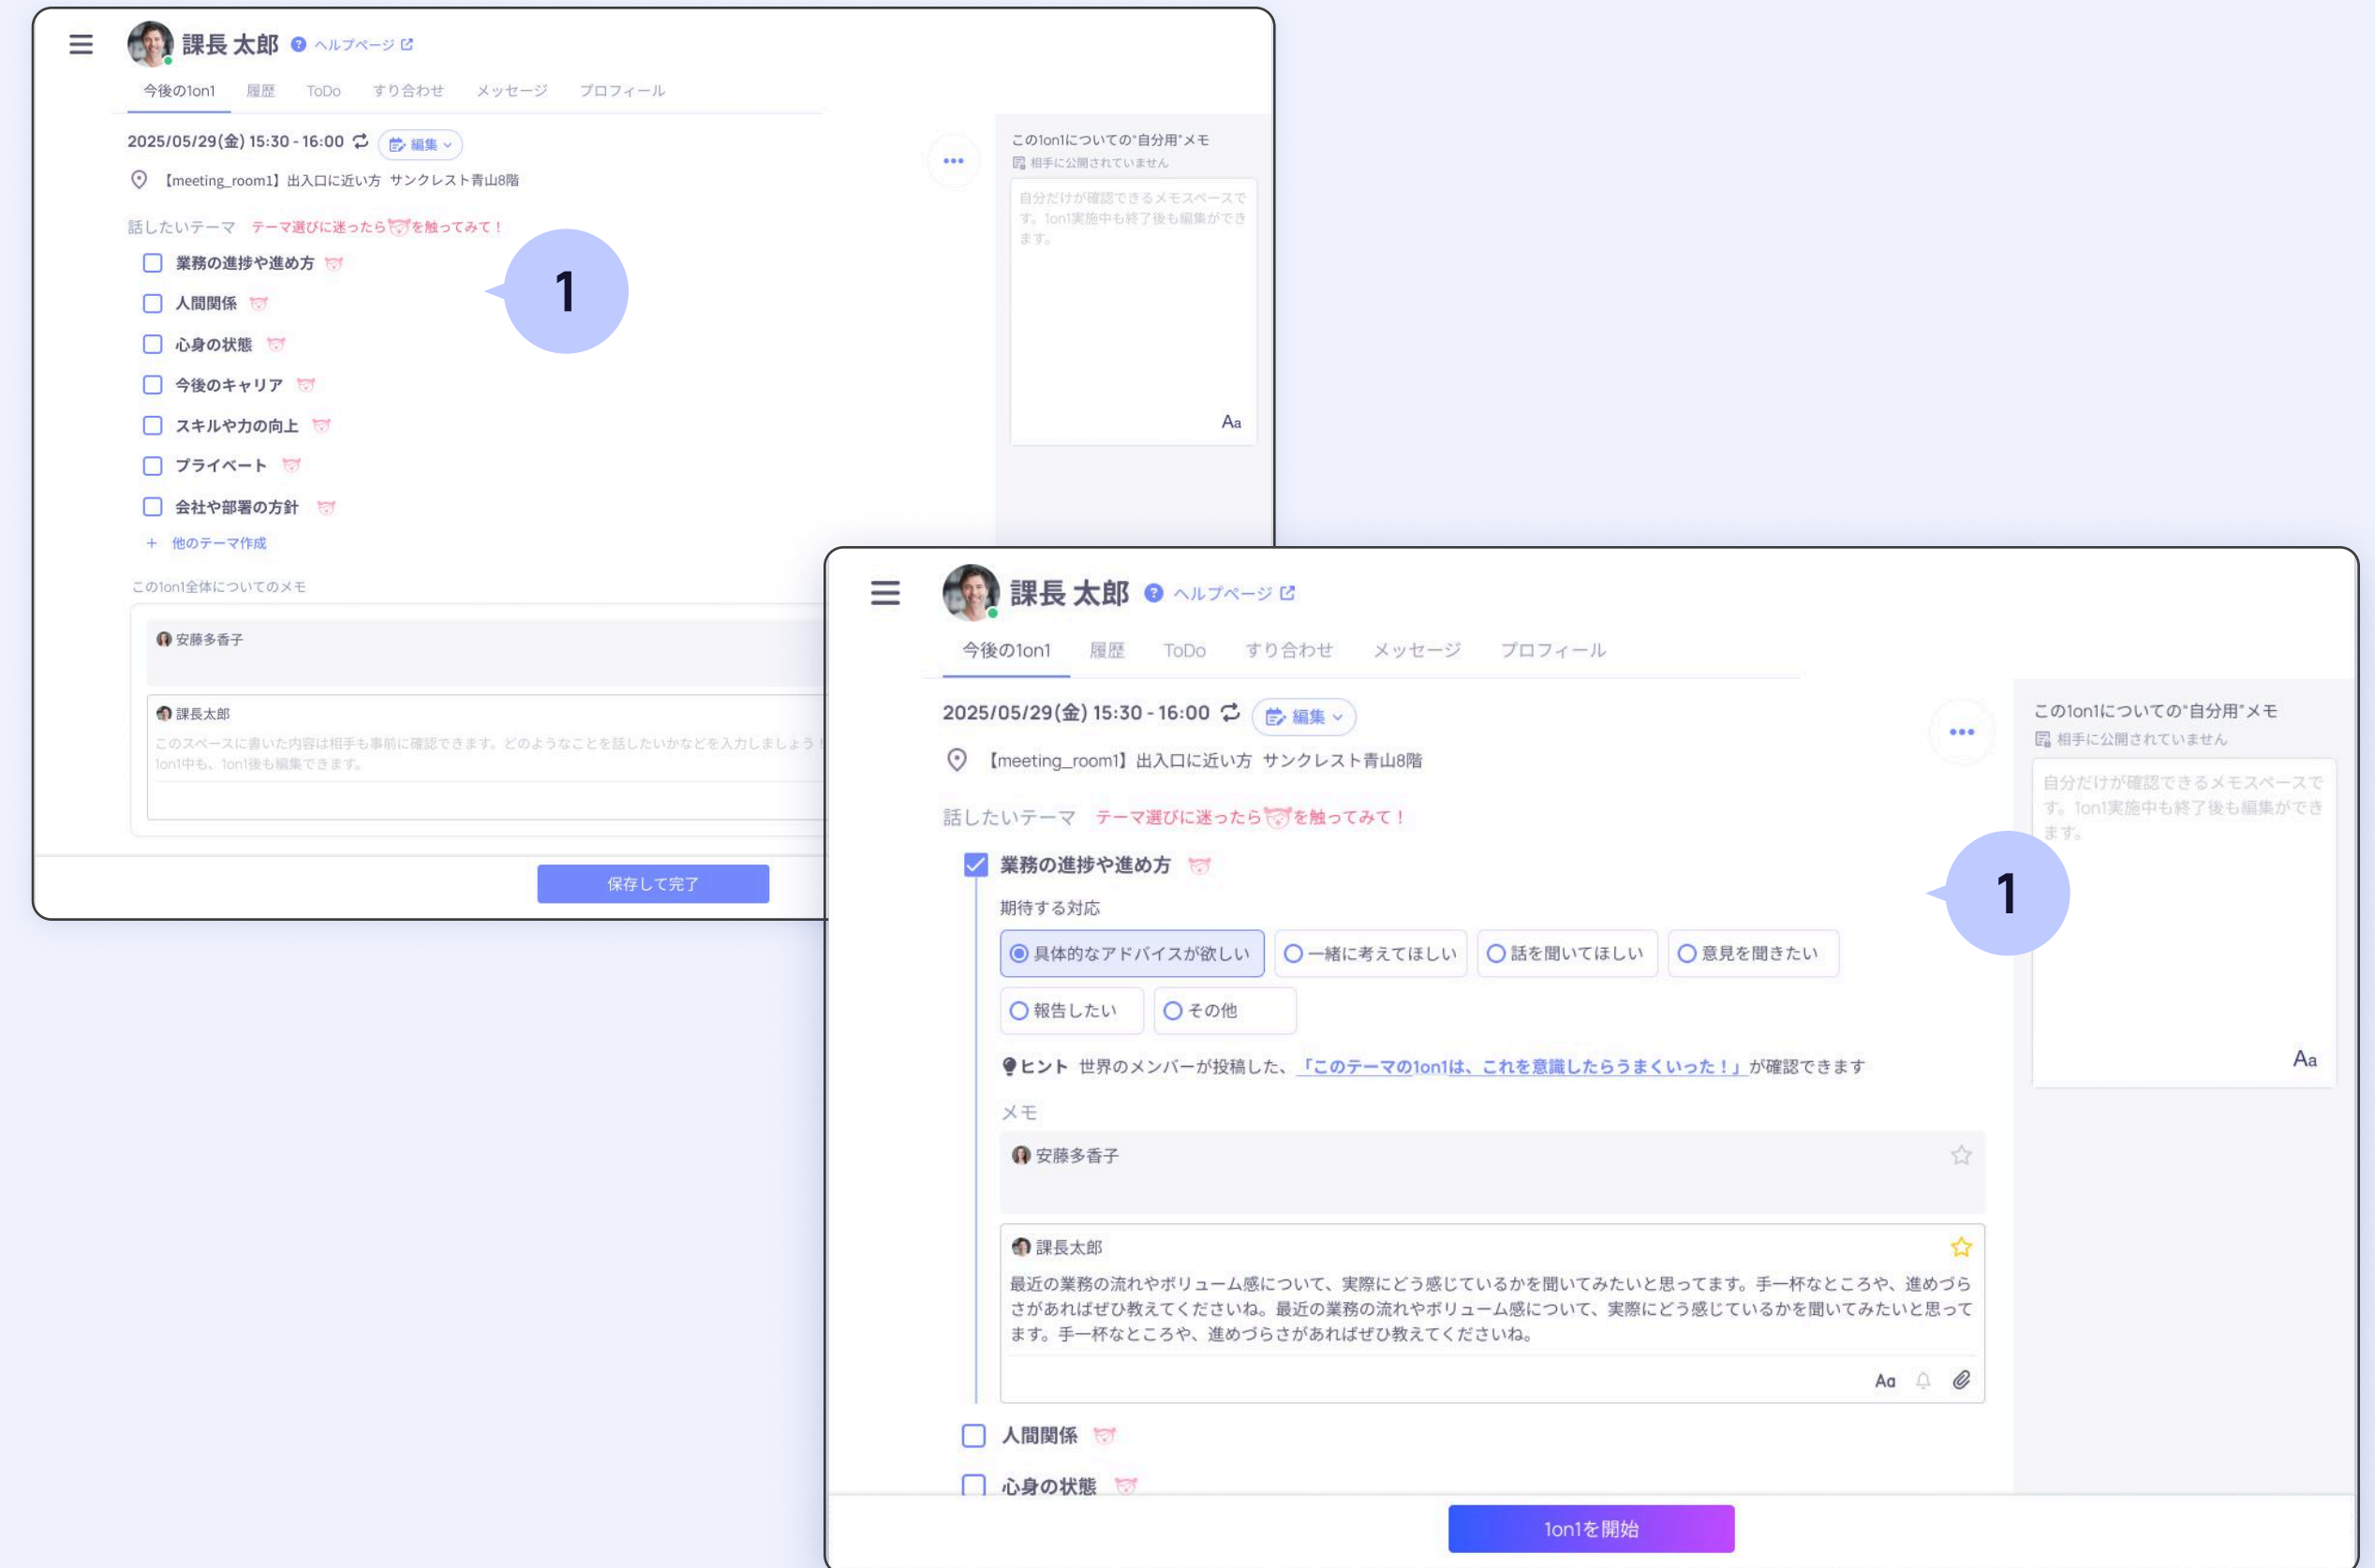 課長 太郎 ヘルプページ
今後の1on1 履歴 ToDo すり合わせ メッセージ プロフィール
2025/05/29(金) 15:30 - 16:00 編集
【meeting_room1】出入口に近い方 サンクレスト青山8階
話したいテーマ テーマ選びに迷ったらを触ってみて！
業務の進捗や進め方
人間関係
心身の状態
今後のキャリア
スキルや力の向上
プライベート
会社や部署の方針
+ 他のテーマ作成
この1on1全体についてのメモ
安藤多香子
課長太郎
このスペースに書いた内容は相手も事前に確認できます。どのようなことを話したいかなどを入力しましょう！
1on1中も、1on1後も編集できます。
保存して完了
1
この1on1についての"自分用"メモ
相手に公開されていません
自分だけが確認できるメモスペースで
す。1on1実施中も終了後も編集ができ
ます。
Aa
課長 太郎 ヘルプページ
今後の1on1 履歴 ToDo すり合わせ メッセージ プロフィール
2025/05/29(金) 15:30 - 16:00 編集
【meeting_room1】出入口に近い方 サンクレスト青山8階
話したいテーマ テーマ選びに迷ったらを触ってみて！
業務の進捗や進め方
期待する対応
具体的なアドバイスが欲しい 一緒に考えてほしい 話を聞いてほしい 意見を聞きたい
報告したい その他
ヒント 世界のメンバーが投稿した、「このテーマの1on1は、これを意識したらうまくいった！」が確認できます
メモ
安藤多香子
課長太郎
最近の業務の流れやボリューム感について、実際にどう感じているかを聞いてみたいと思ってます。手一杯なところや、進めづら
さがあればぜひ教えてくださいね。最近の業務の流れやボリューム感について、実際にどう感じているかを聞いてみたいと思って
ます。手一杯なところや、進めづらさがあればぜひ教えてくださいね。
Aa
人間関係
心身の状態
1on1を開始
1
この1on1についての"自分用"メモ
相手に公開されていません
自分だけが確認できるメモスペースで
す。1on1実施中も終了後も編集ができ
ます。
Aa